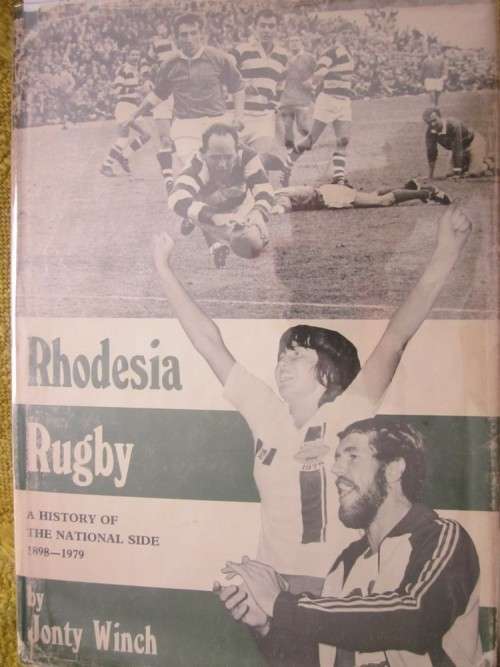 Rhodesia
Rugby
A HISTORY OF
THE NATIONAL SIDE
1898—1979
by
Jonty Winch